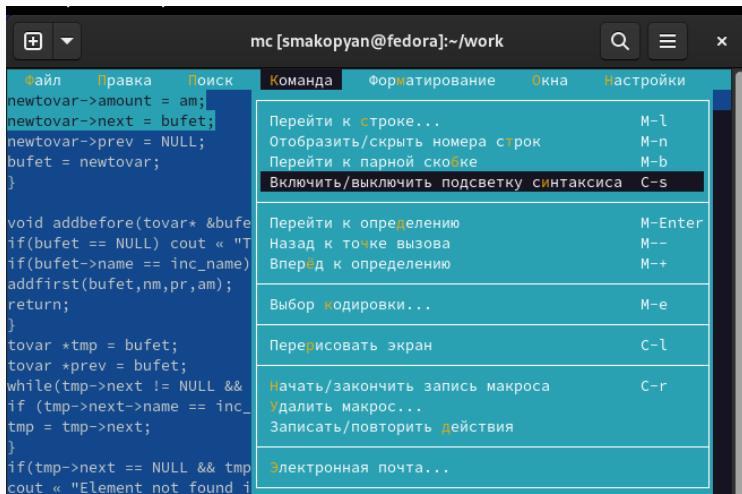 mc [smakopyan@fedora]:~/work
Файл Правка Поиск Команда Форматирование Окна Настройки
newtovar->amount = am;
newtovar->next = bufet; Перейти к строке... M-l
newtovar->prev = NULL; Отобразить/скрыть номера строк M-n
bufet = newtovar; Перейти к парной скобке M-b
} Включить/выключить подсветку синтаксиса C-s
void addbefore(tovar* &bufe Перейти к определению M-Enter
if(bufet == NULL) cout « "T Назад к точке вызова M--
if(bufet->name == inc_name) Вперёд к определению M-+
addfirst(bufet,nm,pr,am);
return; Выбор кодировки... M-e
}
tovar *tmp = bufet; Перерисовать экран C-l
tovar *prev = bufet;
while(tmp->next != NULL && Начать/закончить запись макроса C-r
if (tmp->next->name == inc_ Удалить макрос...
tmp = tmp->next; Записать/повторить действия
}
if(tmp->next == NULL && tmp Электронная почта...
cout « "Element not found i